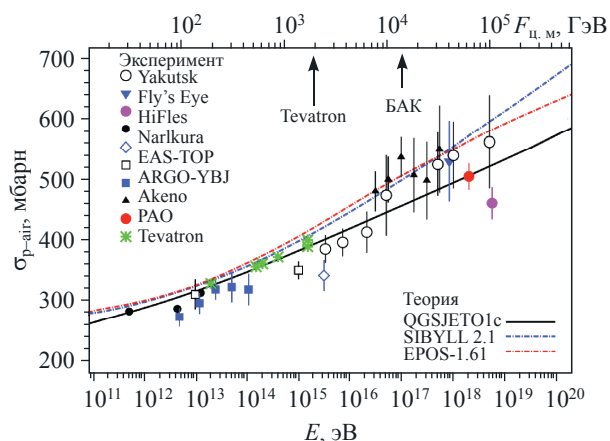 10² 10³ 10⁴ 10⁵ Fц. м, ГэВ
700
600
500
400
300
200
σp–air, мбарн
Эксперимент
Yakutsk
Fly's Eye
HiFles
Narlkura
EAS-TOP
ARGO-YBJ
Akeno
PAO
Tevatron
Tevatron
БАК
Теория
QGSJETO1c
SIBYLL 2.1
EPOS-1.61
10¹¹ 10¹² 10¹³ 10¹⁴ 10¹⁵ 10¹⁶ 10¹⁷ 10¹⁸ 10¹⁹ 10²⁰
E, эВ